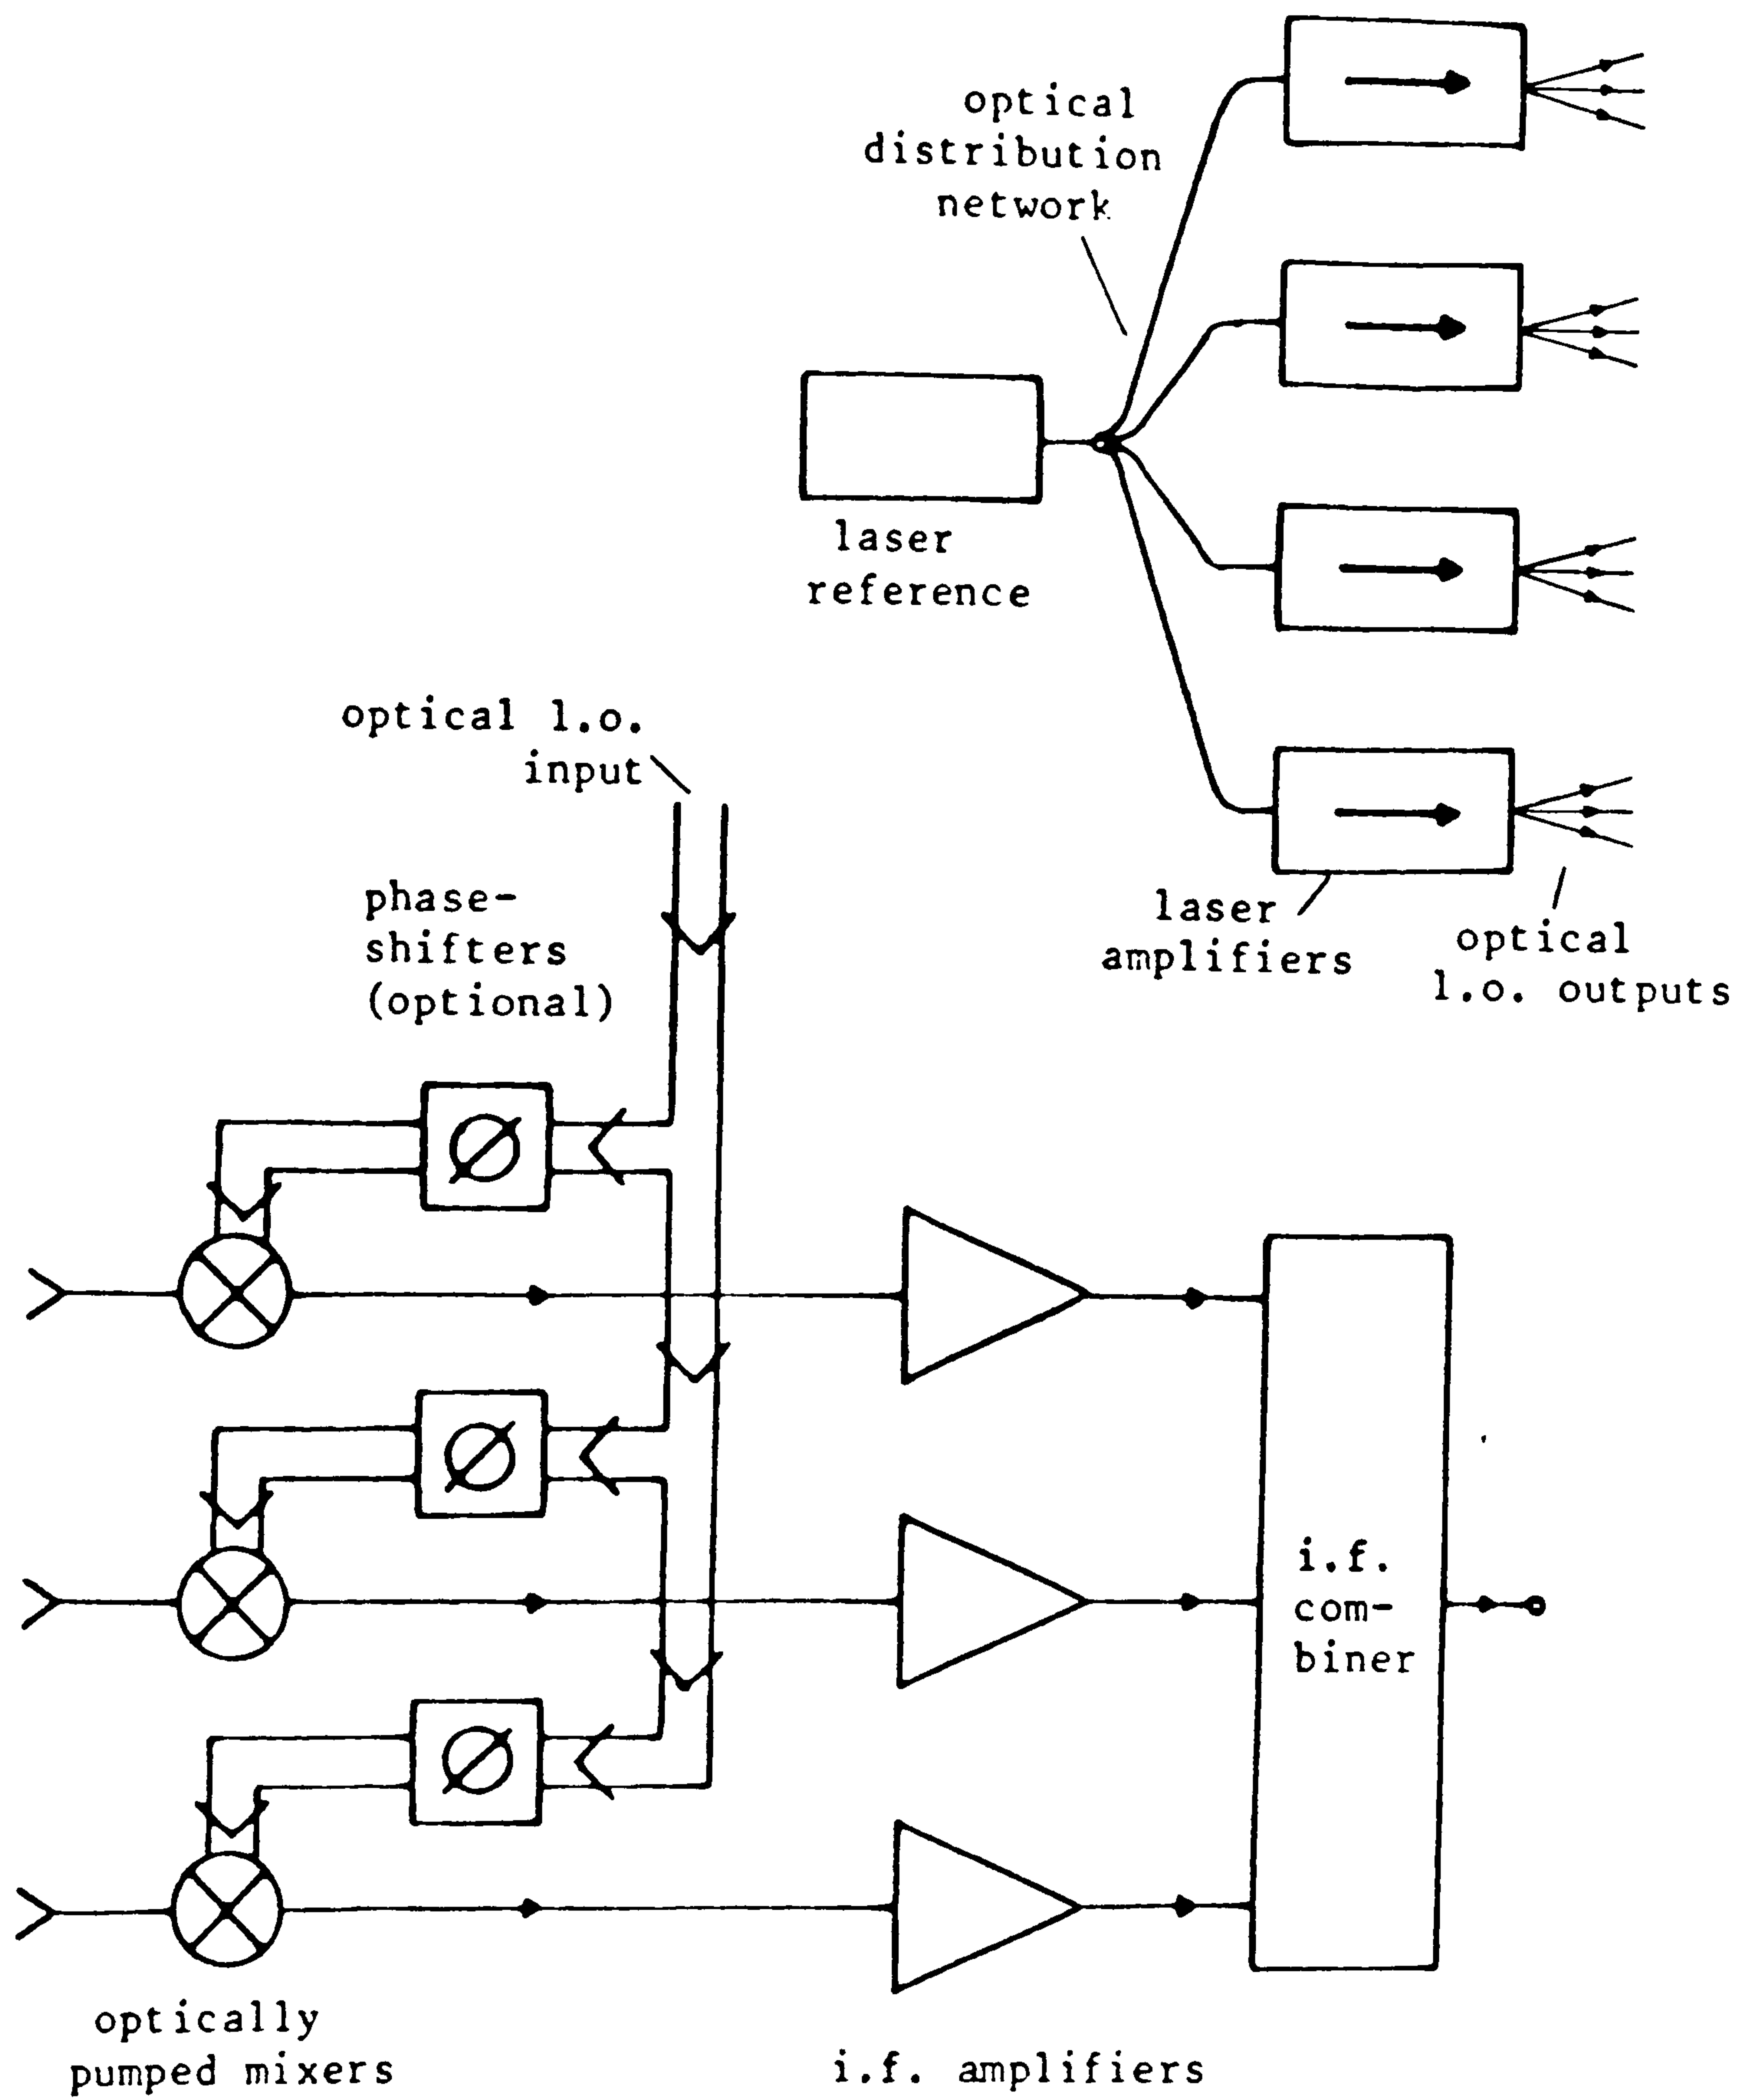 optical
distribution
network
laser
reference
optical l.o.
input
phase-
shifters
(optional)
laser
amplifiers
optical
l.o. outputs
i.f.
com-
biner
optically
pumped mixers
i.f. amplifiers